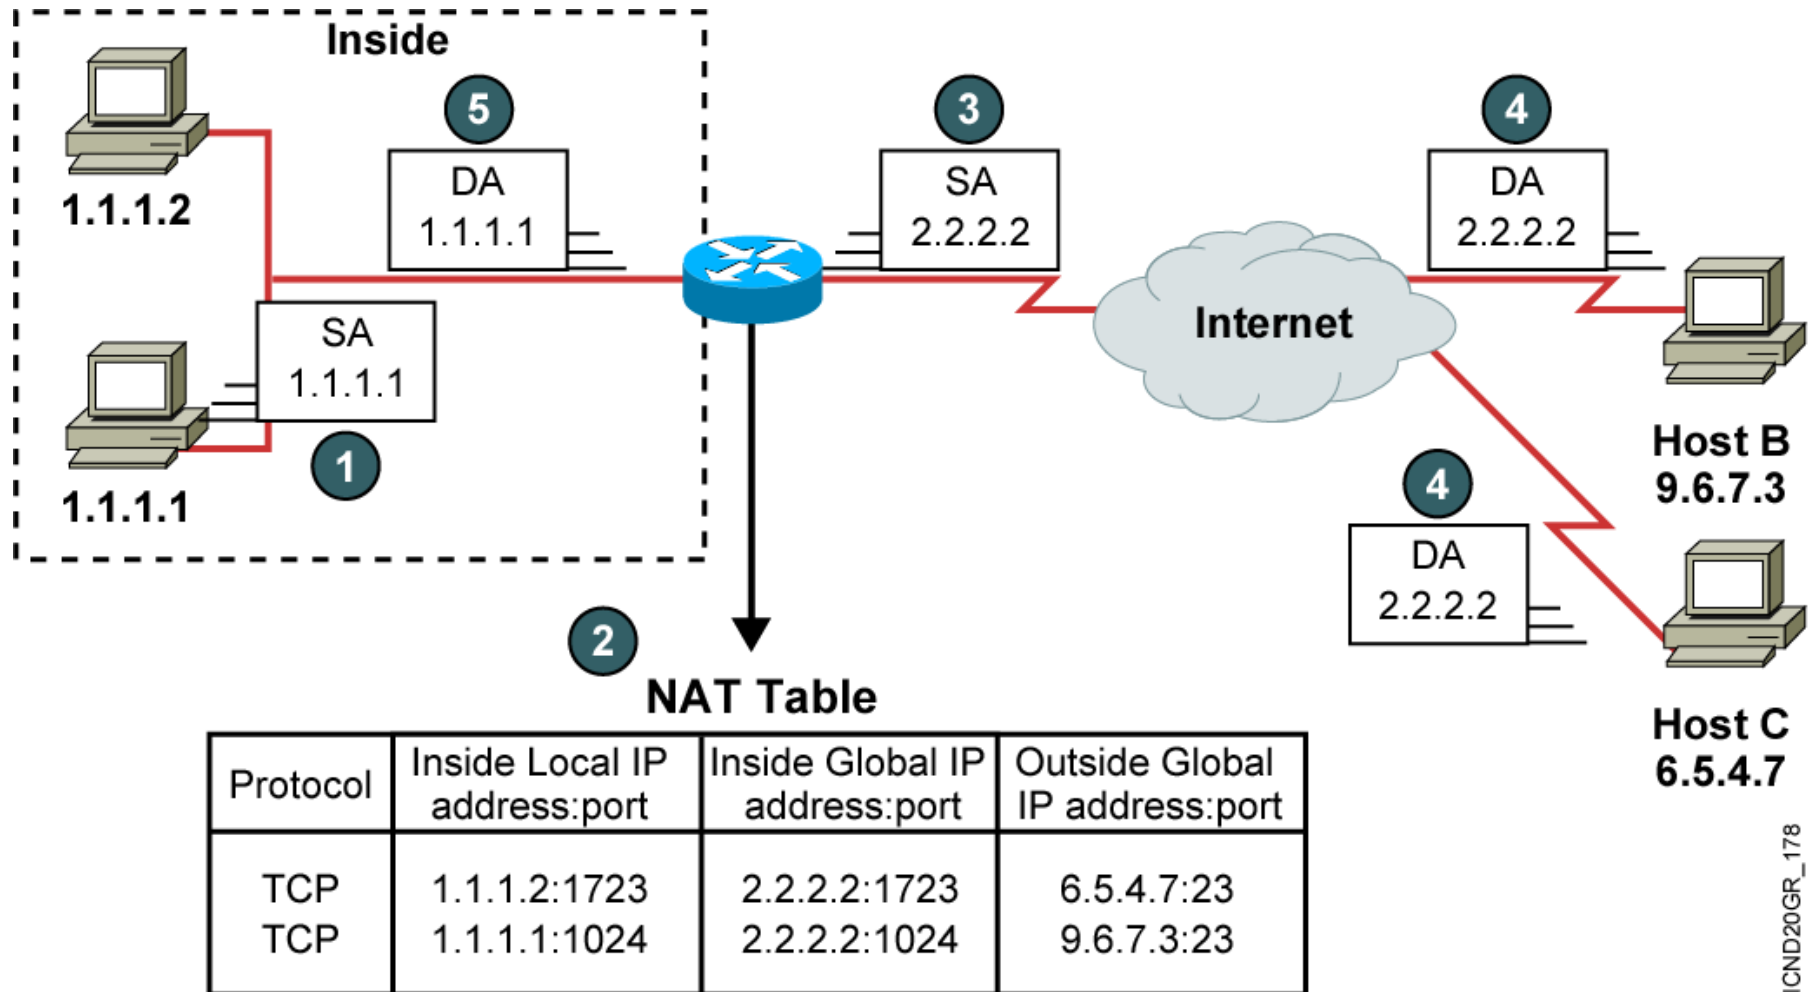 Inside
5
3
4
DA
1.1.1.1
SA
2.2.2.2
DA
2.2.2.2
1.1.1.2
SA
1.1.1.1
1
1.1.1.1
Internet
Host B
9.6.7.3
4
DA
2.2.2.2
Host C
6.5.4.7
2
NAT Table
Protocol
Inside Local IP
address:port
Inside Global IP
address:port
Outside Global
IP address:port
TCP 1.1.1.2:1723 2.2.2.2:1723 6.5.4.7:23
TCP 1.1.1.1:1024 2.2.2.2:1024 9.6.7.3:23
ICND20GR_178